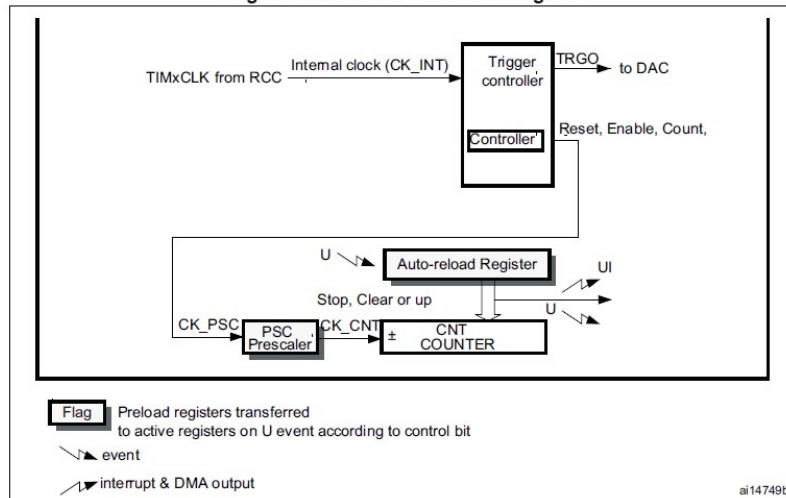 TIMxCLK from RCC
Internal clock (CK_INT)
Trigger
controller
TRGO
to DAC
Controller
Reset, Enable, Count,
U
Auto-reload Register
UI
Stop, Clear or up
U
CK_PSC
PSC
Prescaler
CK_CNT
±
CNT
COUNTER
Flag
Preload registers transferred
to active registers on U event according to control bit
event
interrupt & DMA output
ai14749b